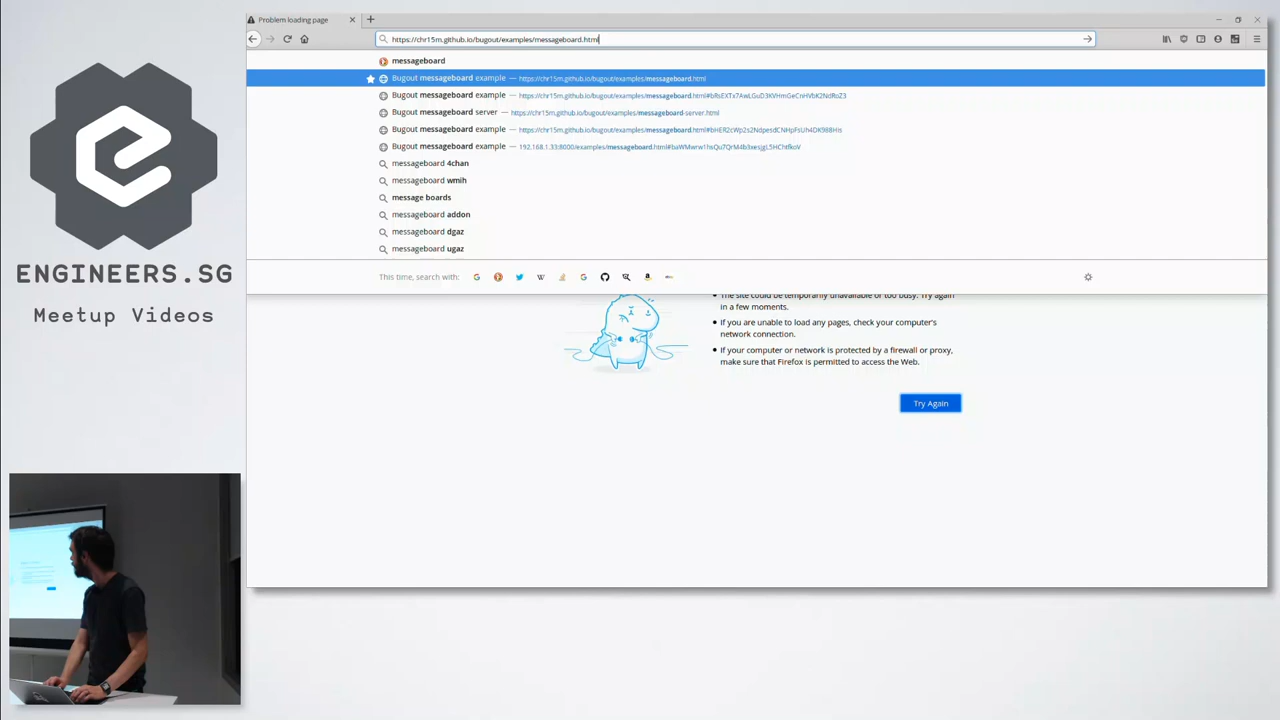 Problem loading page
https://chr15m.github.io/bugout/examples/messageboard.html
messageboard
Bugout messageboard example — https://chr15m.github.io/bugout/examples/messageboard.html
Bugout messageboard example —
Bugout messageboard server — https://chr15m.github.io/bugout/examples/messageboard-server.html
Bugout messageboard example —
Bugout messageboard example —
messageboard 4chan
messageboard wmih
message boards
messageboard addon
messageboard dgaz
messageboard ugaz
This time, search with:
The site could be temporarily unavailable or too busy. Try again
in a few moments.
If you are unable to load any pages, check your computer's
network connection.
If your computer or network is protected by a firewall or proxy,
make sure that Firefox is permitted to access the Web.
Try Again
ENGINEERS.SG
Meetup Videos